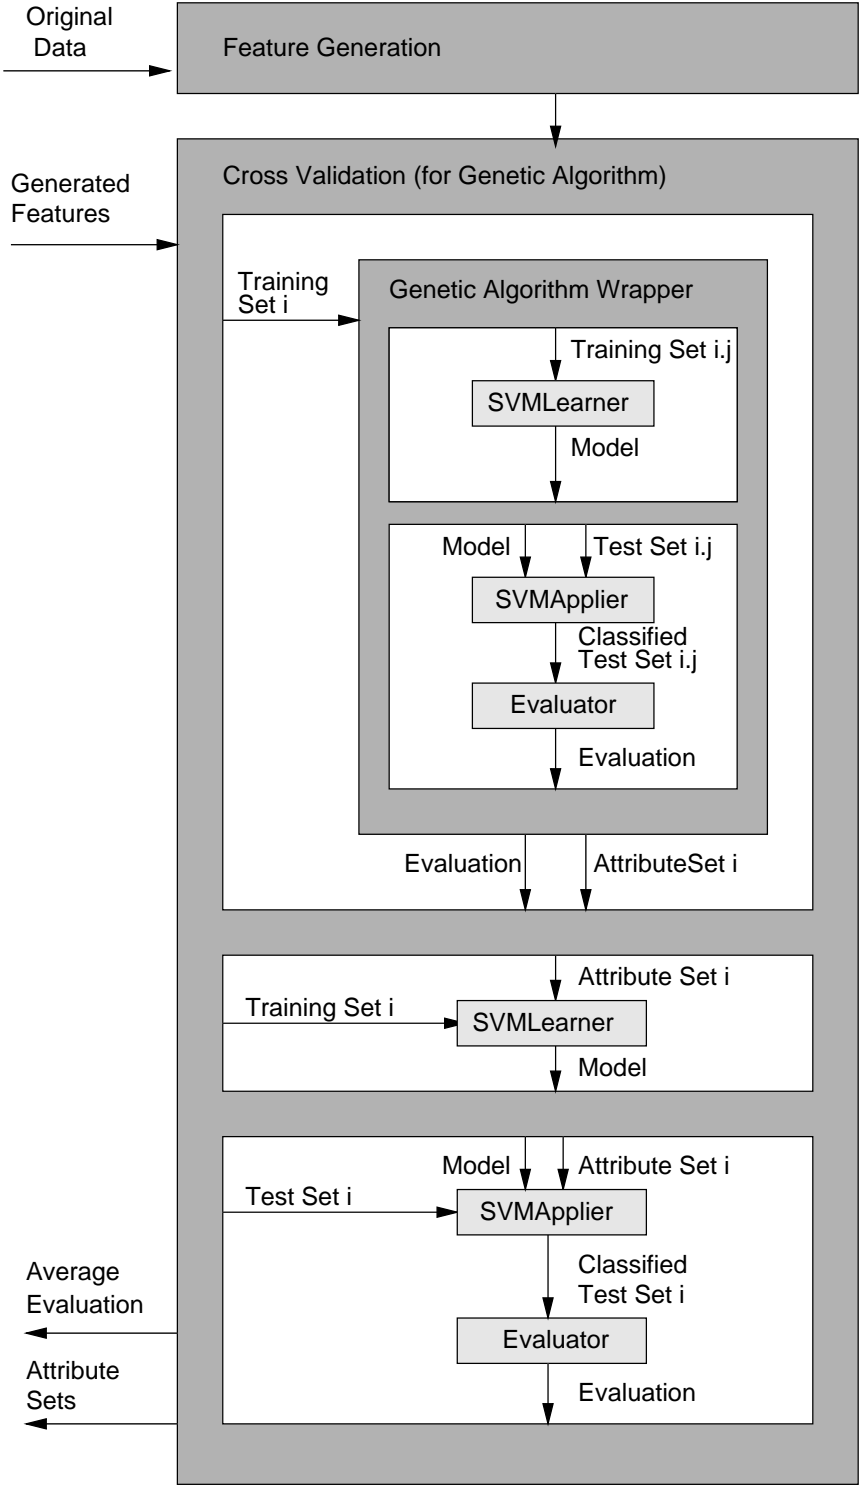 Original
Data
Feature Generation
Cross Validation (for Genetic Algorithm)
Generated
Features
Training
Set i
Genetic Algorithm Wrapper
Training Set i.j
SVMLearner
Model
Model
Test Set i.j
SVMApplier
Classified
Test Set i.j
Evaluator
Evaluation
Evaluation
AttributeSet i
Attribute Set i
Training Set i
SVMLearner
Model
Model
Attribute Set i
Test Set i
SVMApplier
Classified
Test Set i
Average
Evaluation
Evaluator
Attribute
Sets
Evaluation